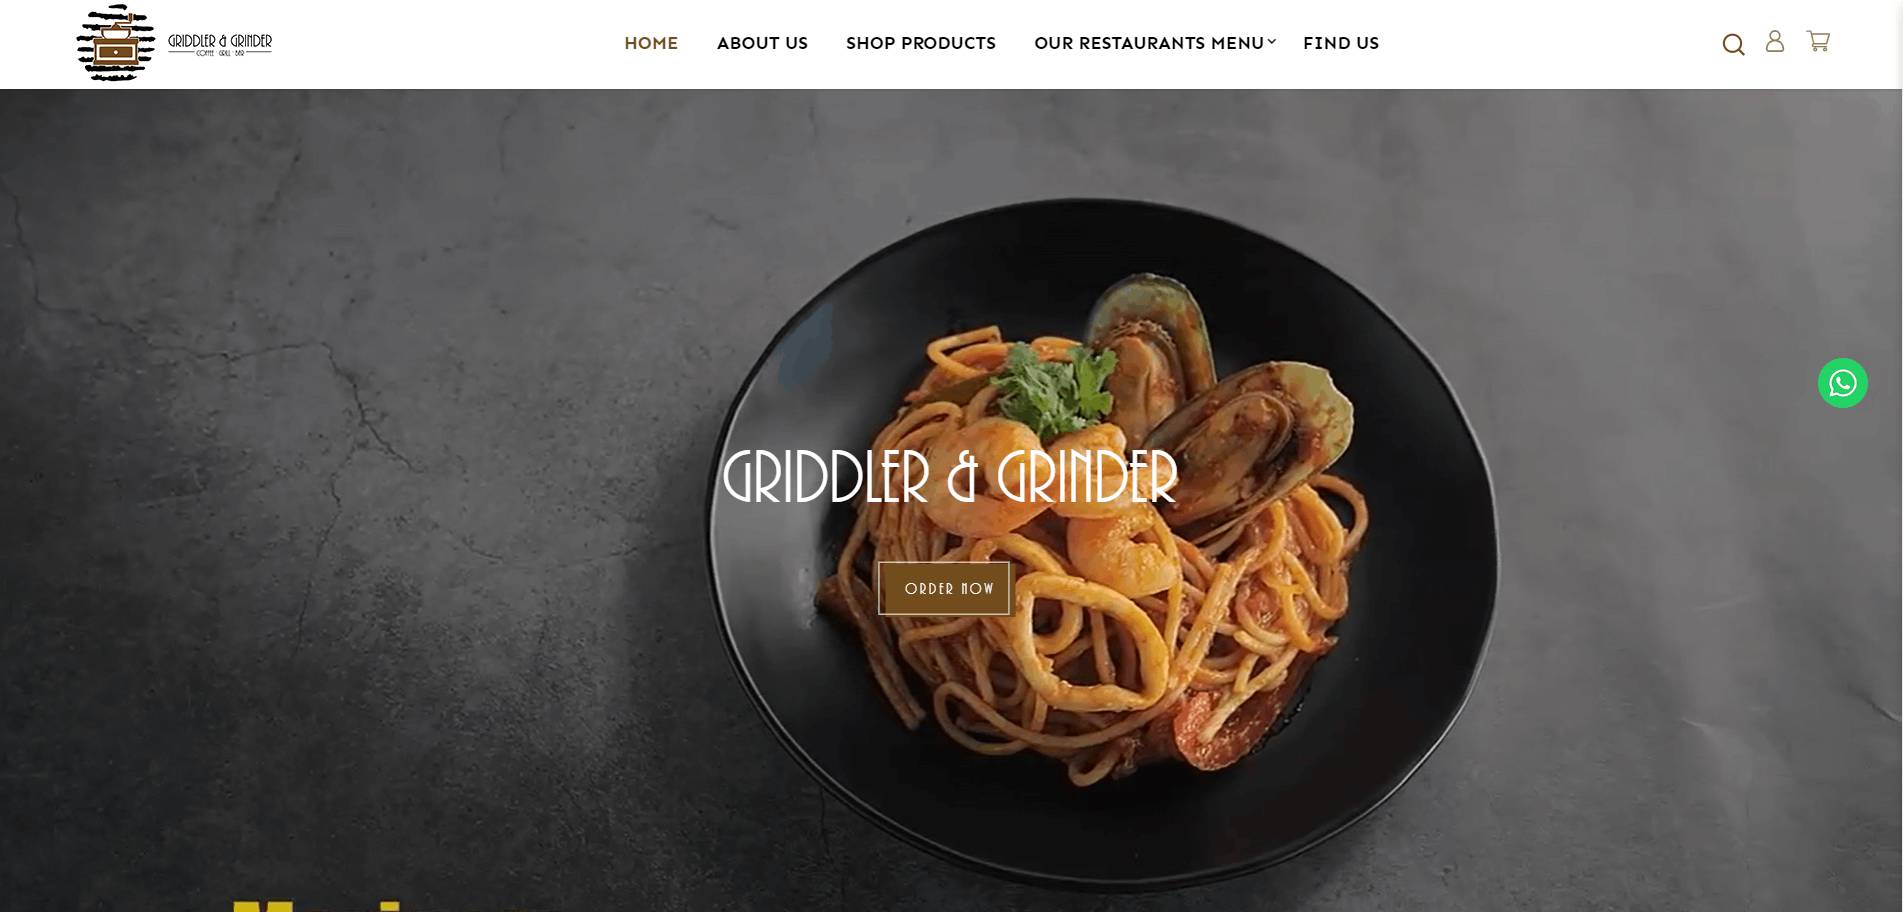 GRIDDLER & GRINDER
COFFEE · GRILL · BAR
HOME
ABOUT US
SHOP PRODUCTS
OUR RESTAURANTS MENU
FIND US
GRIDDLER & GRINDER
ORDER NOW